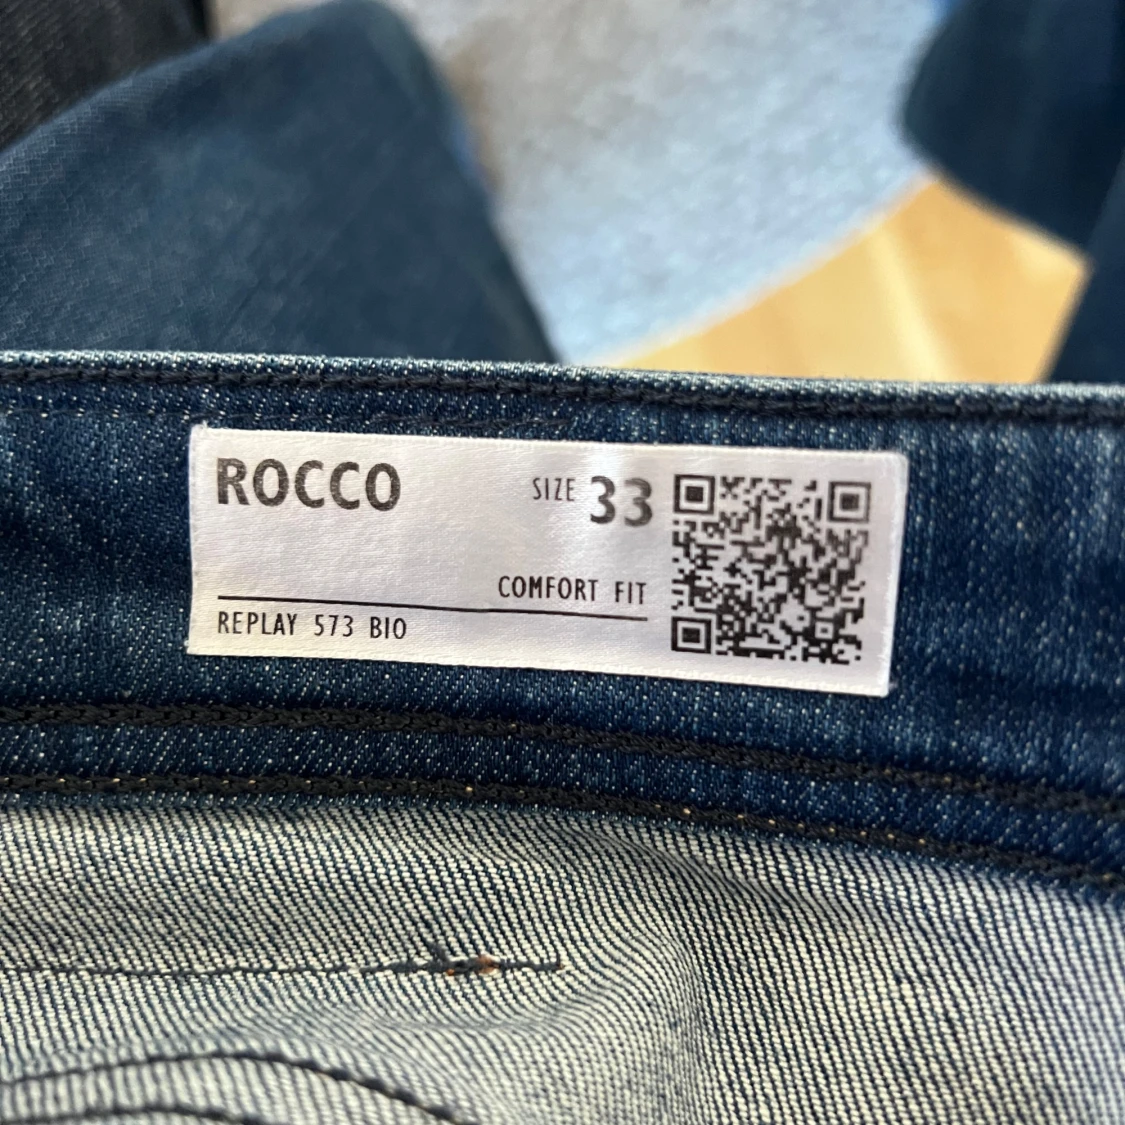 ROCCO
SIZE 33
COMFORT FIT
REPLAY 573 BIO